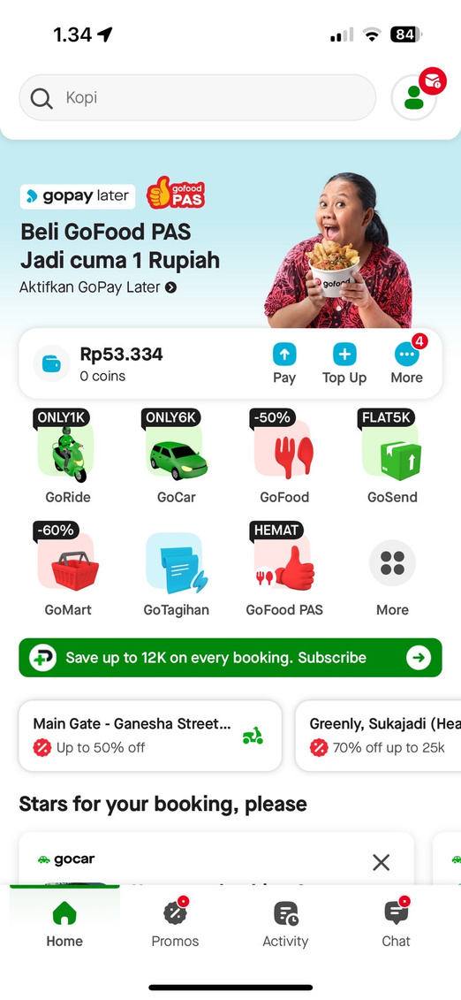 1.34
84
Kopi
gopay later
gofood
PAS
Beli GoFood PAS
Jadi cuma 1 Rupiah
Aktifkan GoPay Later
gofood
Rp53.334
0 coins
4
Pay
Top Up
More
ONLY1K
ONLY6K
-50%
FLAT5K
GoRide
GoCar
GoFood
GoSend
-60%
HEMAT
GoMart
GoTagihan
GoFood PAS
More
Save up to 12K on every booking. Subscribe
Main Gate - Ganesha Street...
Up to 50% off
Greenly, Sukajadi (Hea
70% off up to 25k
Stars for your booking, please
gocar
Home
Promos
Activity
Chat